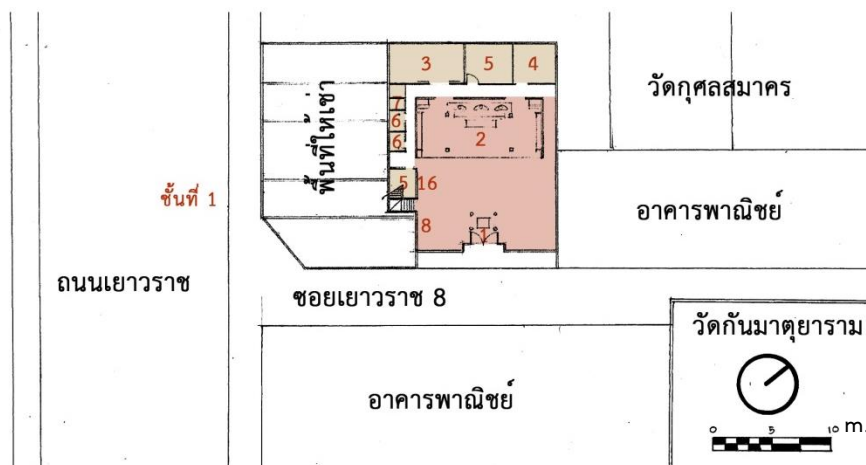 3
5
4
วัดกุศลสมาคร
7
6
2
6
พื้นที่ให้เช่า
ชั้นที่ 1
5 16
อาคารพาณิชย์
8
1
ถนนเยาวราช
ซอยเยาวราช 8
วัดกันมาตุยาราม
อาคารพาณิชย์
0 5 10 m.